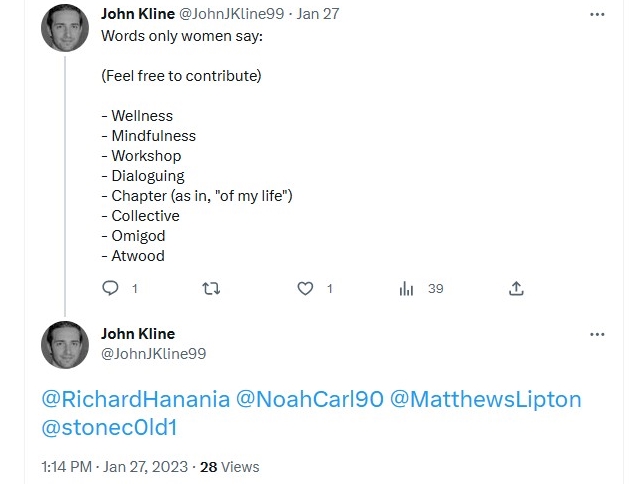 John Kline @JohnJKline99 · Jan 27
Words only women say:
(Feel free to contribute)
- Wellness
- Mindfulness
- Workshop
- Dialoguing
- Chapter (as in, "of my life")
- Collective
- Omigod
- Atwood
1 1 39
John Kline
@JohnJKline99
@RichardHanania @NoahCarl90 @MatthewsLipton
@stonec0ld1
1:14 PM · Jan 27, 2023 · 28 Views